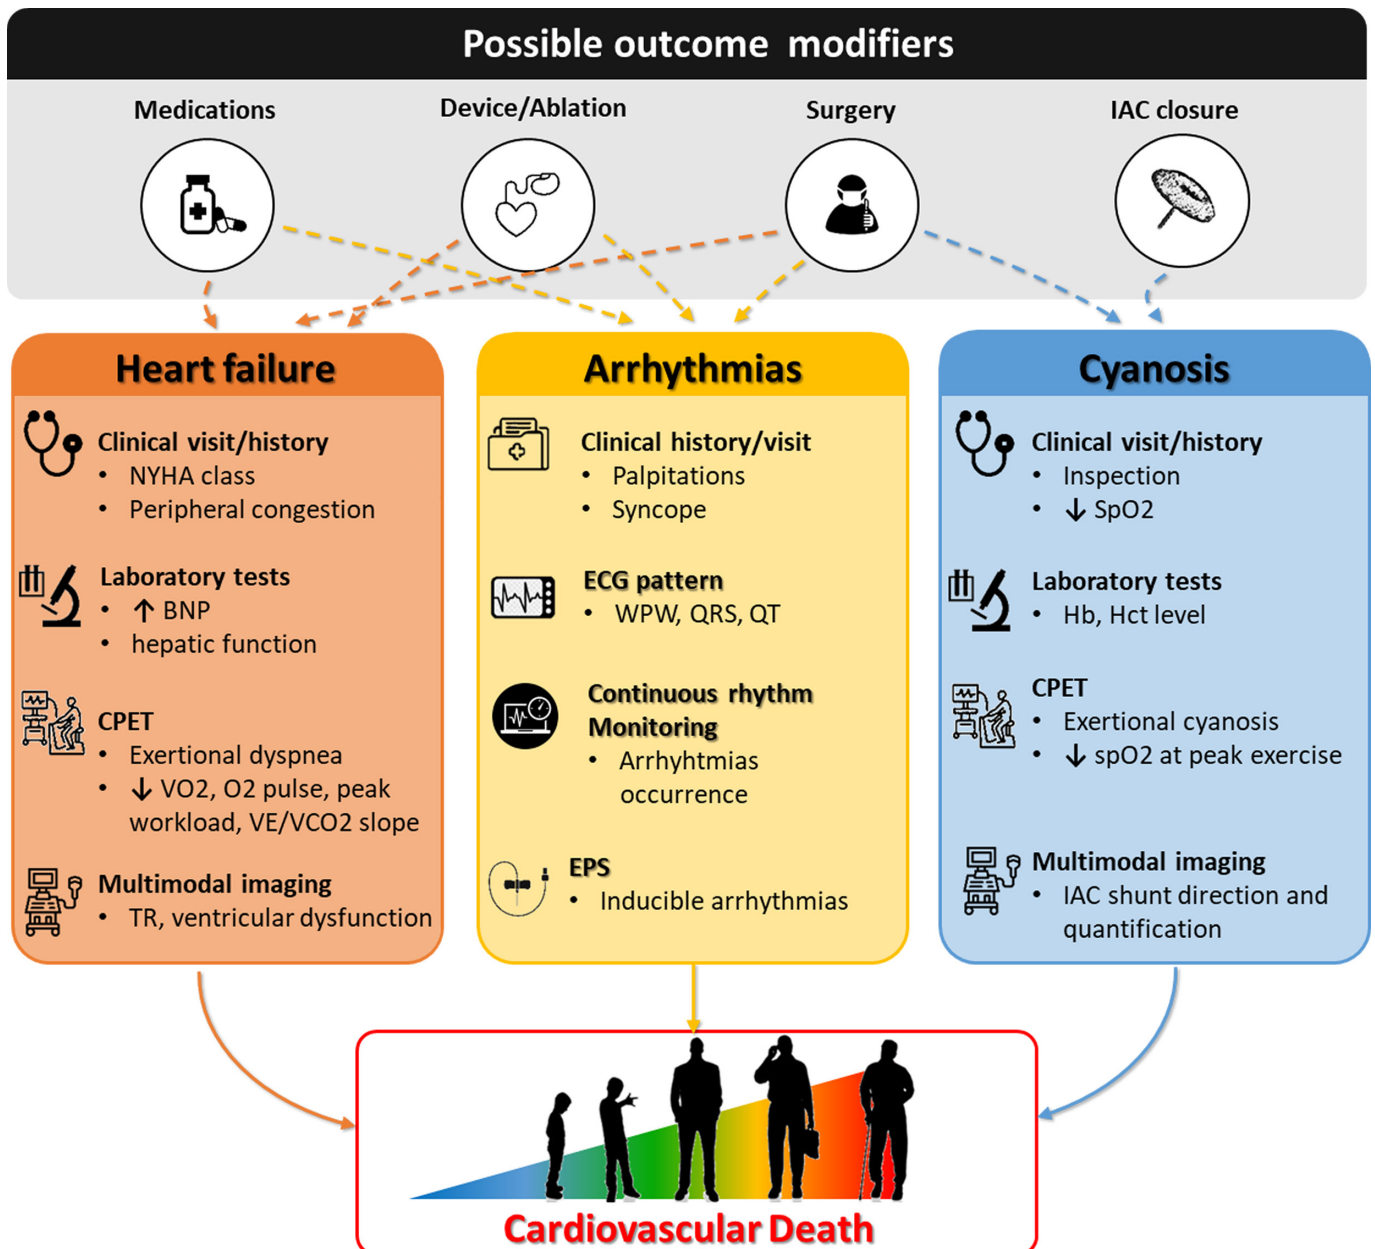 Possible outcome modifiers
Medications
Device/Ablation
Surgery
IAC closure
Heart failure
Clinical visit/history
• NYHA class
• Peripheral congestion
Laboratory tests
• ↑ BNP
• hepatic function
CPET
• Exertional dyspnea
• ↓ VO2, O2 pulse, peak
workload, VE/VCO2 slope
Multimodal imaging
• TR, ventricular dysfunction
Arrhythmias
Clinical history/visit
• Palpitations
• Syncope
ECG pattern
• WPW, QRS, QT
Continuous rhythm
Monitoring
• Arrhyhtmias
occurrence
EPS
• Inducible arrhythmias
Cyanosis
Clinical visit/history
• Inspection
• ↓ SpO2
Laboratory tests
• Hb, Hct level
CPET
• Exertional cyanosis
• ↓ spO2 at peak exercise
Multimodal imaging
• IAC shunt direction and
quantification
Cardiovascular Death